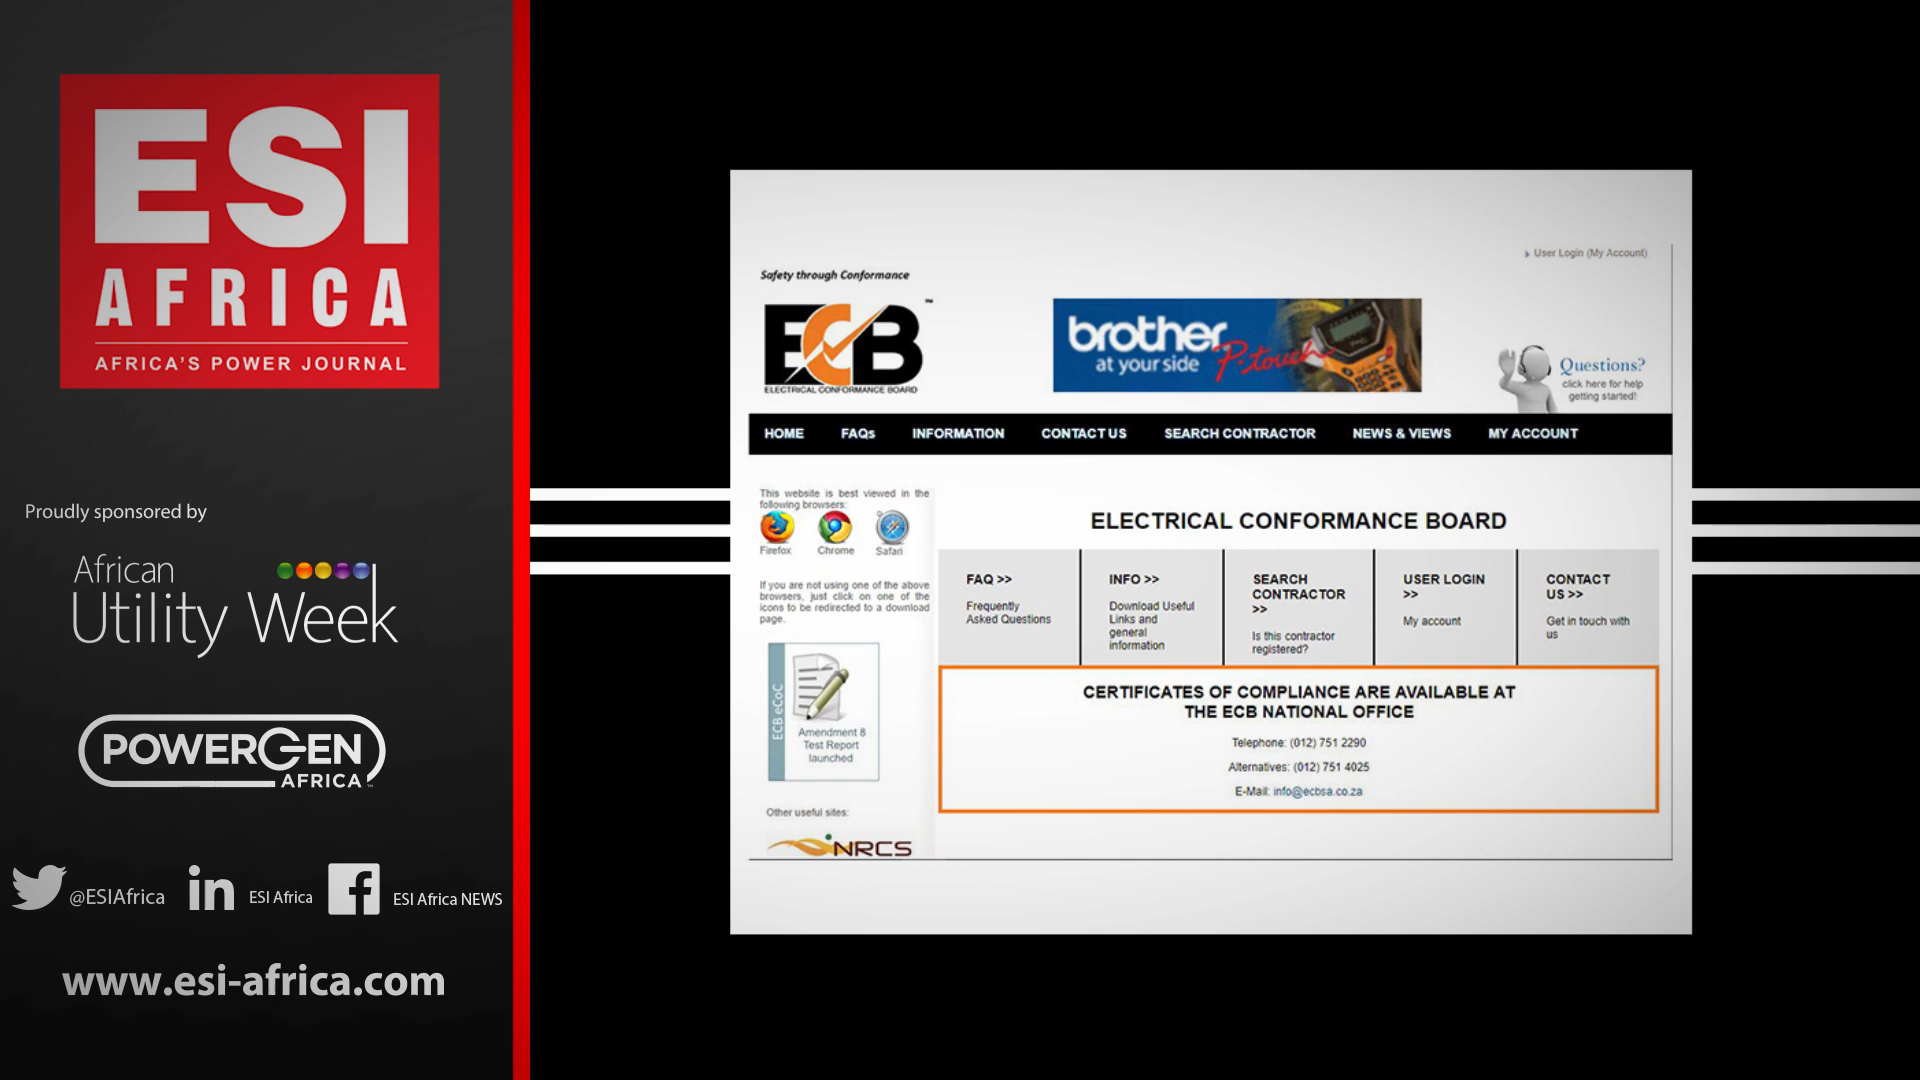 ESI
AFRICA
AFRICA'S POWER JOURNAL
Proudly sponsored by
African
Utility Week
POWERGEN
AFRICA
@ESIAfrica
in
ESI Africa
ESI Africa NEWS
www.esi-africa.com
User Login (My Account)
Safety through Conformance
ECB
™
ELECTRICAL CONFORMANCE BOARD
brother
at your side
P-touch
Questions?
click here for help
getting started!
HOME
FAQs
INFORMATION
CONTACT US
SEARCH CONTRACTOR
NEWS & VIEWS
MY ACCOUNT
This website is best viewed in the
following browsers:
Firefox
Chrome
Safari
If you are not using one of the above
browsers, just click on one of the
icons to be redirected to a download
page.
ECB eCoC
Amendment 8
Test Report
launched
Other useful sites:
NRCS
ELECTRICAL CONFORMANCE BOARD
FAQ >>
Frequently
Asked Questions
INFO >>
Download Useful
Links and
general
information
SEARCH
CONTRACTOR
>>
Is this contractor
registered?
USER LOGIN
>>
My account
CONTACT
US >>
Get in touch with
us
CERTIFICATES OF COMPLIANCE ARE AVAILABLE AT
THE ECB NATIONAL OFFICE
Telephone: (012) 751 2290
Alternatives: (012) 751 4025
E-Mail: info@ecbsa.co.za